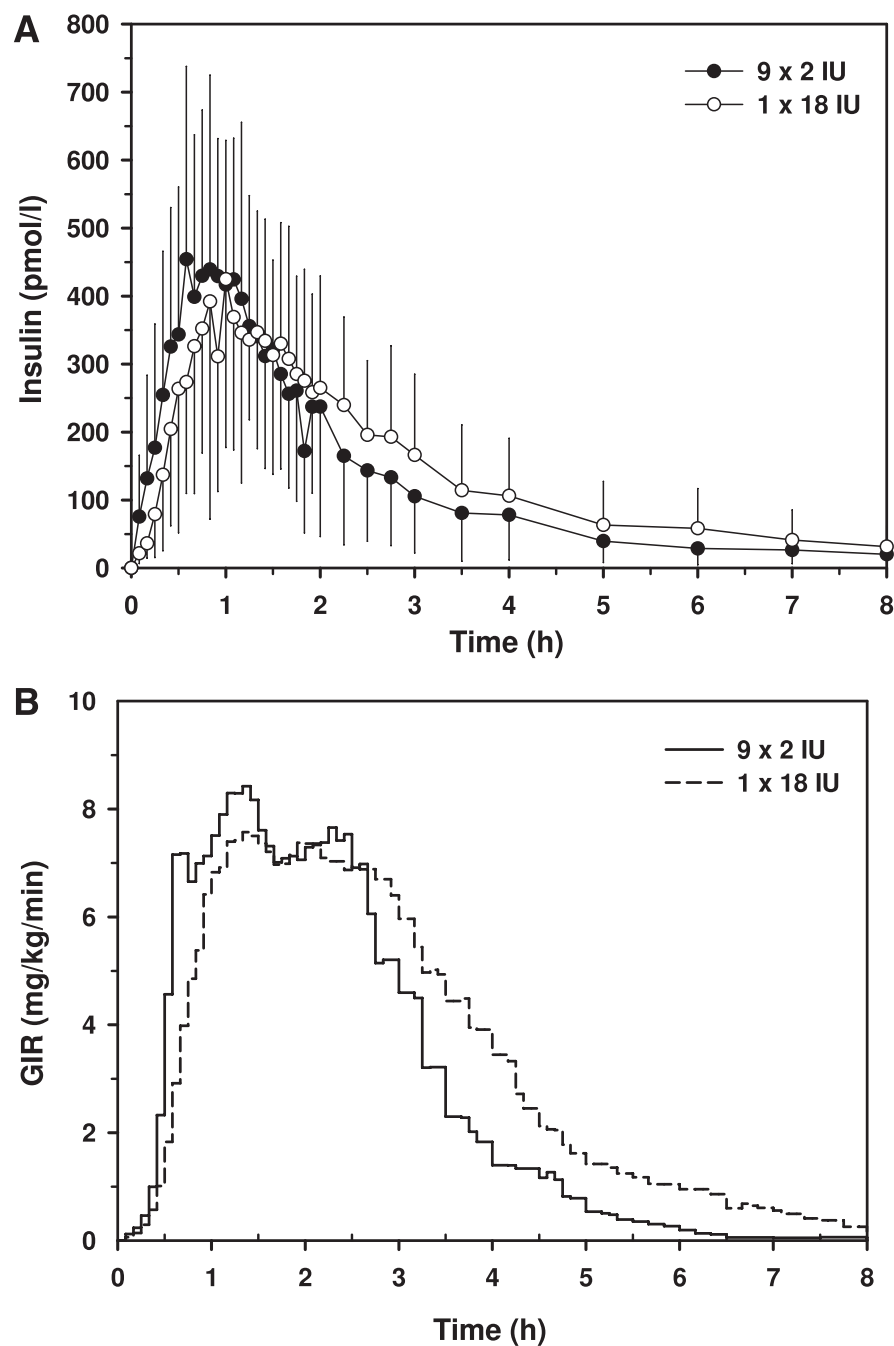 A
800
700
600
500
400
300
200
100
0
Insulin (pmol/l)
9 x 2 IU
1 x 18 IU
0 1 2 3 4 5 6 7 8
Time (h)
B
10
8
6
4
2
0
GIR (mg/kg/min)
9 x 2 IU
1 x 18 IU
0 1 2 3 4 5 6 7 8
Time (h)